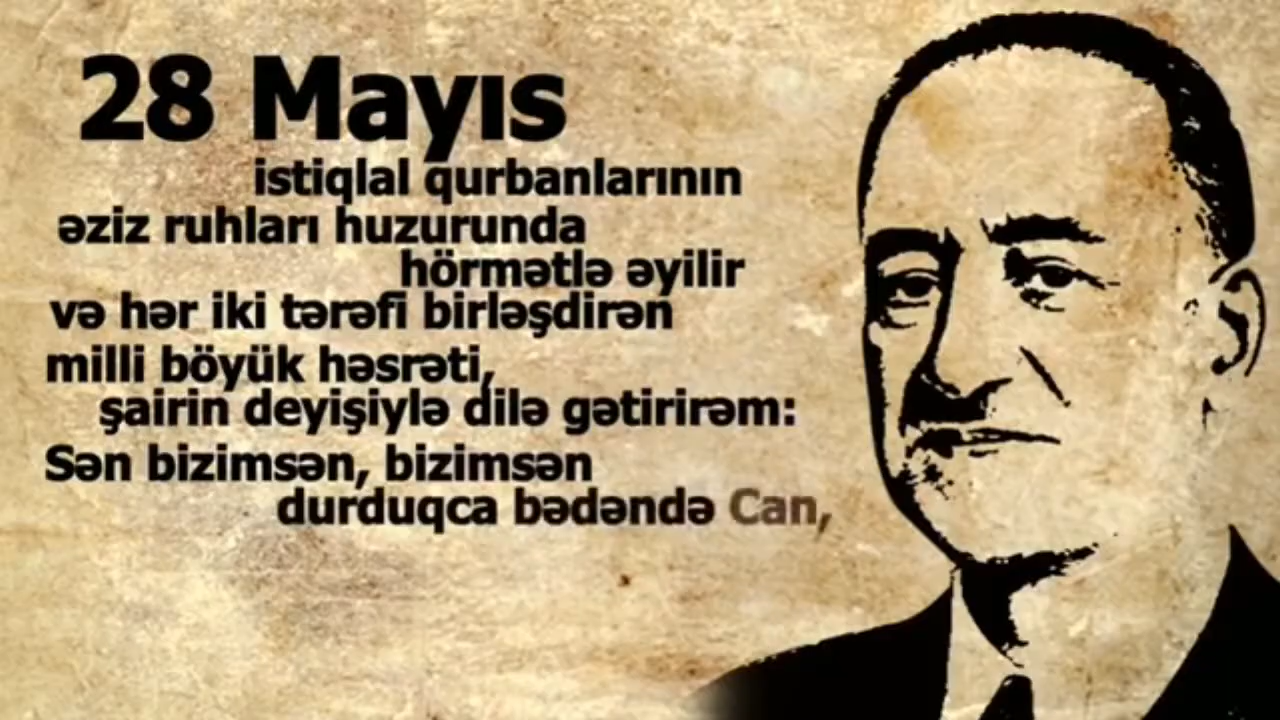 28 Mayıs
istiqlal qurbanlarının
əziz ruhları huzurunda
hörmətlə əyilir
və hər iki tərəfi birləşdirən
milli böyük həsrəti,
şairin deyişiylə dilə gətirirəm:
Sən bizimsən, bizimsən
durduqca bədəndə Can,